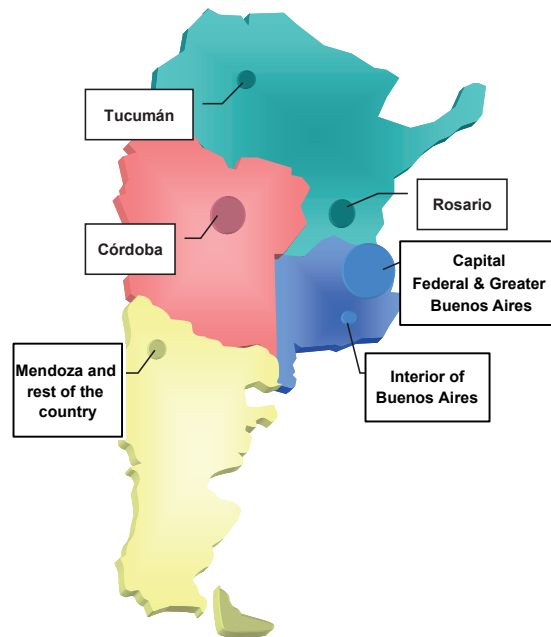 Tucumán
Rosario
Córdoba
Capital
Federal & Greater
Buenos Aires
Mendoza and
rest of the
country
Interior of
Buenos Aires